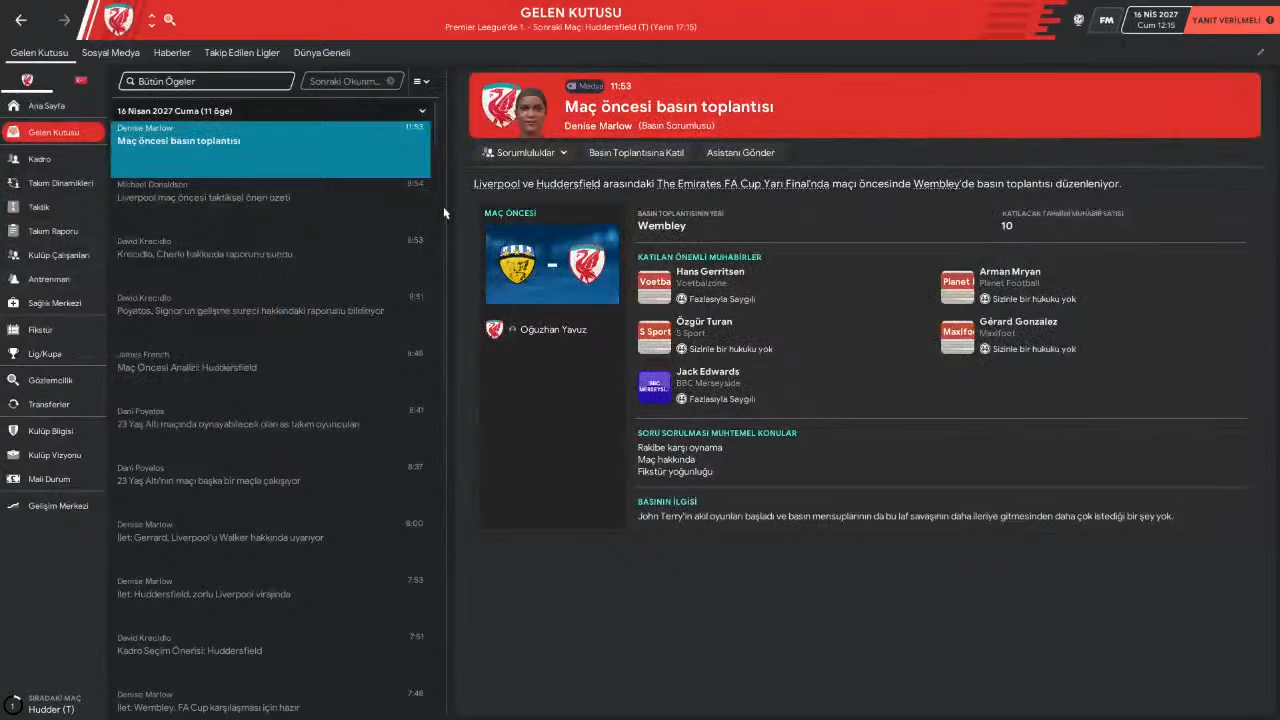 GELEN KUTUSU
Premier League'de 1. - Sonraki Maç: Huddersfield (T) (Yarın 17:15)
FM
16 NİS 2027
Cum 12:15
YANIT VERİLMELİ
Gelen Kutusu
Sosyal Medya
Haberler
Takip Edilen Ligler
Dünya Geneli
Ana Sayfa
Gelen Kutusu
Kadro
Takım Dinamikleri
Taktik
Takım Raporu
Kulüp Çalışanları
Antrenman
Sağlık Merkezi
Fikstür
Lig/Kupa
Gözlemcilik
Transferler
Kulüp Bilgisi
Kulüp Vizyonu
Mali Durum
Gelişim Merkezi
1
SIRADAKİ MAÇ
Hudder (T)
Bütün Ögeler
Sonraki Okunm...
16 Nisan 2027 Cuma (11 öge)
Denise Marlow 11:53
Maç öncesi basın toplantısı
Michael Donaldson 8:54
Liverpool maç öncesi taktiksel öneri özeti
David Krecidlo 8:53
Krecidlo, Cherki hakkında raporunu sundu
David Krecidlo 8:51
Poyatos, Signor'un gelişme süreci hakkındaki raporunu bildiriyor
James French 8:48
Maç Öncesi Analizi: Huddersfield
Dani Poyatos 8:41
23 Yaş Altı maçında oynayabilecek olan as takım oyuncuları
Dani Poyatos 8:37
23 Yaş Altı'nın maçı başka bir maçla çakışıyor
Denise Marlow 8:00
İlet: Gerrard, Liverpool'u Walker hakkında uyarıyor
Denise Marlow 7:53
İlet: Huddersfield, zorlu Liverpool virajında
David Krecidlo 7:51
Kadro Seçim Önerisi: Huddersfield
Denise Marlow 7:48
İlet: Wembley, FA Cup karşılaşması için hazır
Medya 11:53
Maç öncesi basın toplantısı
Denise Marlow (Basın Sorumlusu)
Sorumluluklar
Basın Toplantısına Katıl
Asistanı Gönder
Liverpool ve Huddersfield arasındaki The Emirates FA Cup Yarı Final'nda maçı öncesinde Wembley'de basın toplantısı düzenleniyor.
MAÇ ÖNCESİ
Oğuzhan Yavuz
BASIN TOPLANTISININ YERİ
Wembley
KATILACAK TAHMİNİ MUHABİR SAYISI
10
KATILAN ÖNEMLİ MUHABİRLER
Voetba
Hans Gerritsen
Voetbalzone
Fazlasıyla Saygılı
Planet
Arman Mryan
Planet Football
Sizinle bir hukuku yok
S Sport
Özgür Turan
S Sport
Sizinle bir hukuku yok
Maxifo
Gérard Gonzalez
Maxifoot
Sizinle bir hukuku yok
BBC
MERSEYSI...
Jack Edwards
BBC Merseyside
Fazlasıyla Saygılı
SORU SORULMASI MUHTEMEL KONULAR
Rakibe karşı oynama
Maç hakkında
Fikstür yoğunluğu
BASININ İLGİSİ
John Terry'in akıl oyunları başladı ve basın mensuplarının da bu laf savaşının daha ileriye gitmesinden daha çok istediği bir şey yok.